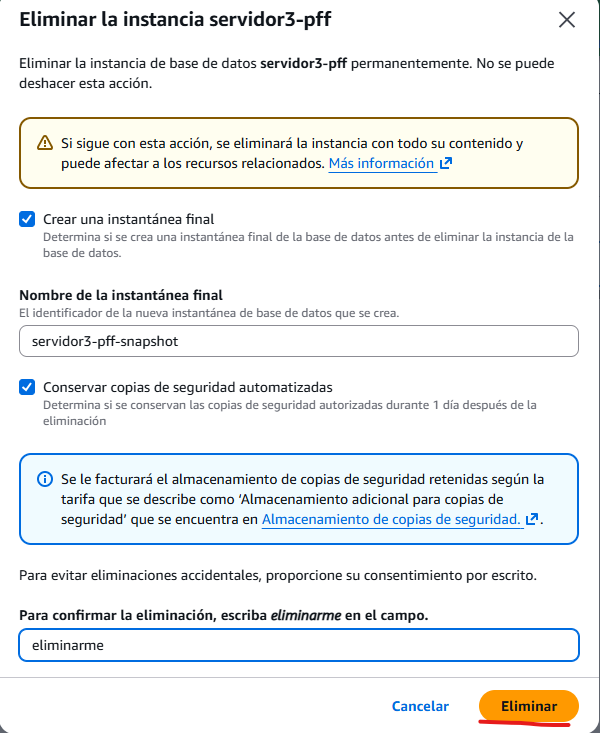 Eliminar la instancia servidor3-pff
Eliminar la instancia de base de datos servidor3-pff permanentemente. No se puede
deshacer esta acción.
Si sigue con esta acción, se eliminará la instancia con todo su contenido y
puede afectar a los recursos relacionados. Más información
Crear una instantánea final
Determina si se crea una instantánea final de la base de datos antes de eliminar la instancia de la
base de datos.
Nombre de la instantánea final
El identificador de la nueva instantánea de base de datos que se crea.
servidor3-pff-snapshot
Conservar copias de seguridad automatizadas
Determina si se conservan las copias de seguridad autorizadas durante 1 día después de la
eliminación
Se le facturará el almacenamiento de copias de seguridad retenidas según la
tarifa que se describe como ‘Almacenamiento adicional para copias de
seguridad’ que se encuentra en Almacenamiento de copias de seguridad. .
Para evitar eliminaciones accidentales, proporcione su consentimiento por escrito.
Para confirmar la eliminación, escriba eliminarme en el campo.
eliminarme
Cancelar Eliminar